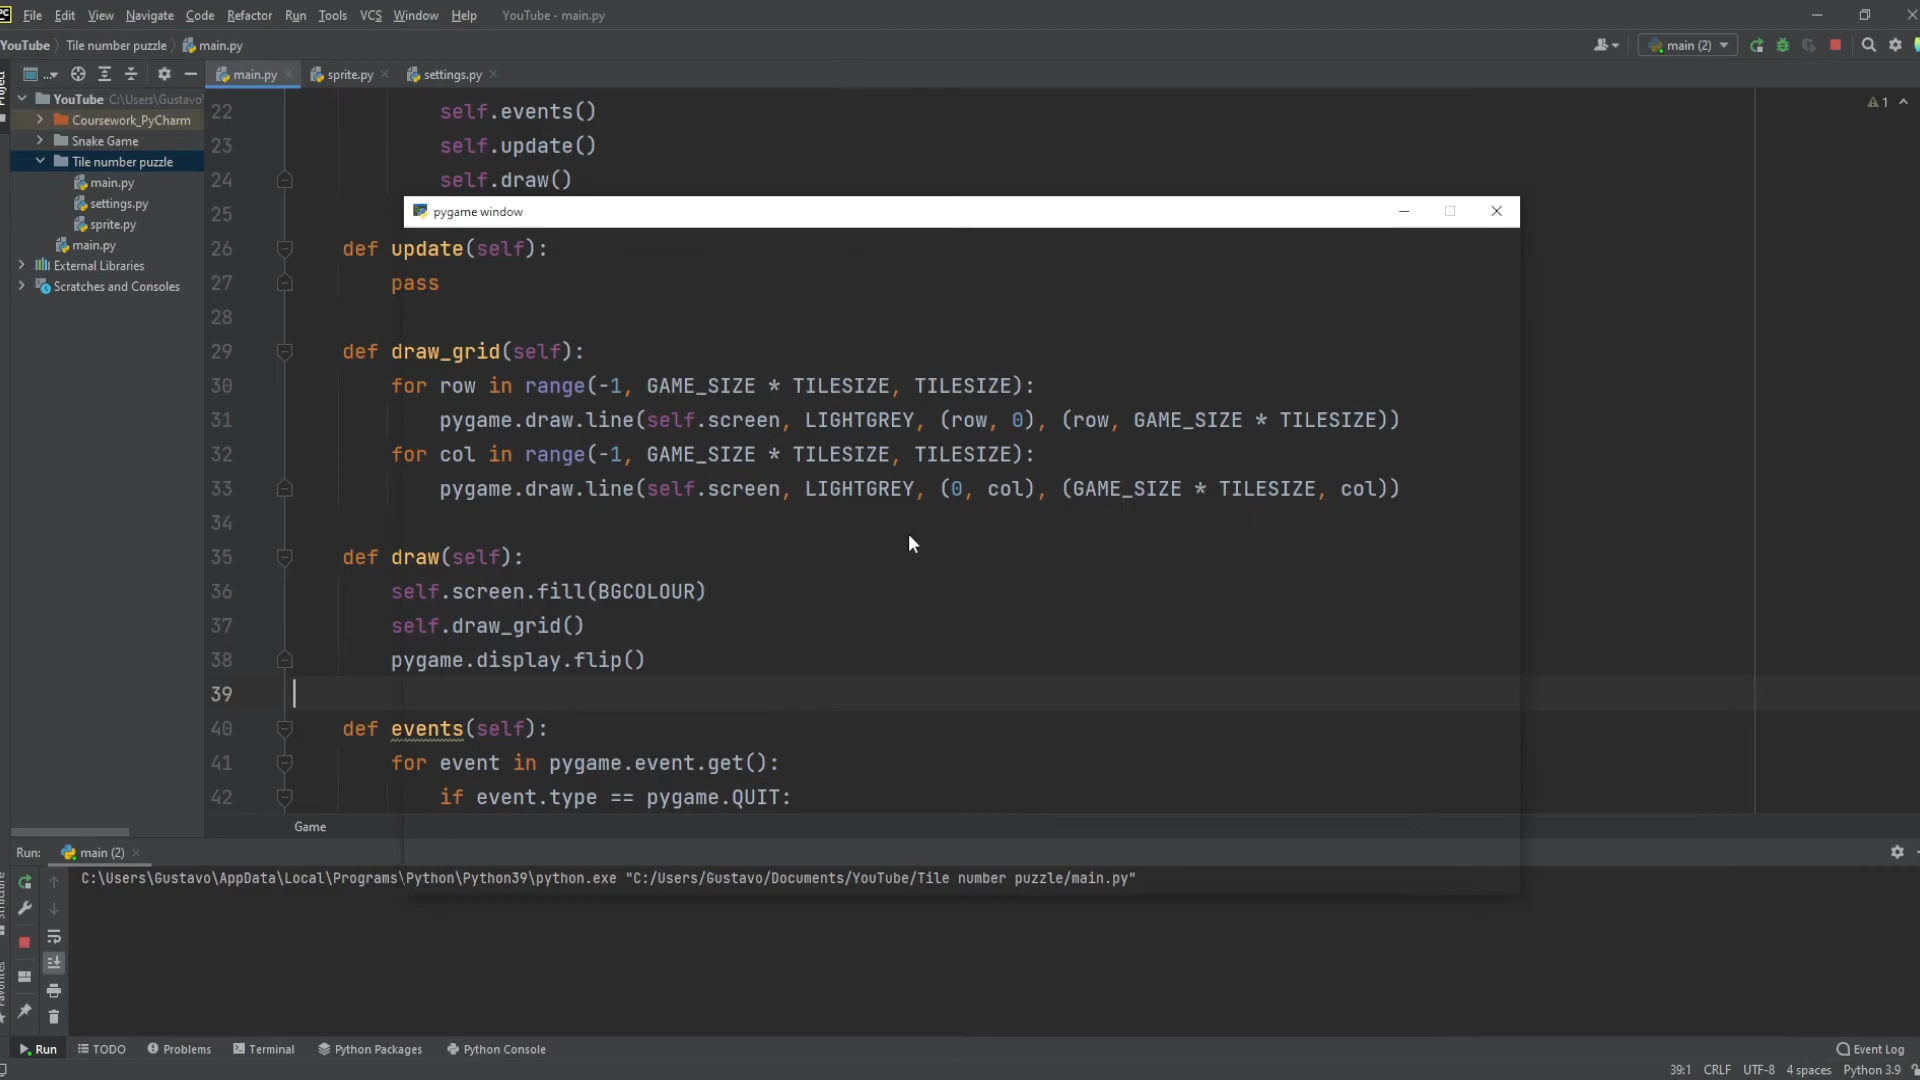 PC File Edit View Navigate Code Refactor Run Tools VCS Window Help YouTube - main.py
YouTube Tile number puzzle main.py main (2)
... main.py sprite.py settings.py
YouTube C:\Users\Gustavo\
Coursework_PyCharm
Snake Game
Tile number puzzle
main.py
settings.py
sprite.py
main.py
External Libraries
Scratches and Consoles
1
22 self.events()
23 self.update()
24 self.draw()
25
pygame window
26 def update(self):
27 pass
28
29 def draw_grid(self):
30 for row in range(-1, GAME_SIZE * TILESIZE, TILESIZE):
31 pygame.draw.line(self.screen, LIGHTGREY, (row, 0), (row, GAME_SIZE * TILESIZE))
32 for col in range(-1, GAME_SIZE * TILESIZE, TILESIZE):
33 pygame.draw.line(self.screen, LIGHTGREY, (0, col), (GAME_SIZE * TILESIZE, col))
34
35 def draw(self):
36 self.screen.fill(BGCOLOUR)
37 self.draw_grid()
38 pygame.display.flip()
39
40 def events(self):
41 for event in pygame.event.get():
42 if event.type == pygame.QUIT:
Game
Run: main (2)
C:\Users\Gustavo\AppData\Local\Programs\Python\Python39\python.exe "C:/Users/Gustavo/Documents/YouTube/Tile number puzzle/main.py"
Run TODO Problems Terminal Python Packages Python Console Event Log
39:1 CRLF UTF-8 4 spaces Python 3.9